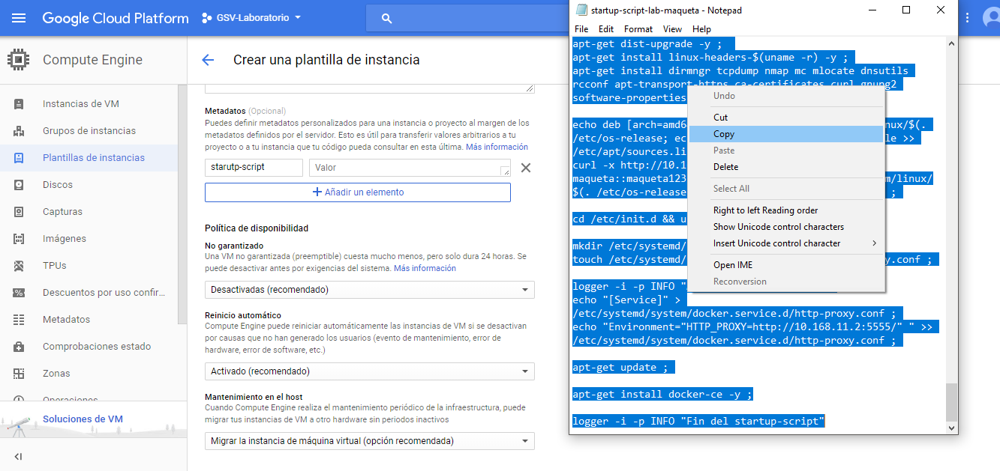 Google Cloud Platform
GSV-Laboratorio
Compute Engine
Instancias de VM
Grupos de instancias
Plantillas de instancias
Discos
Capturas
Imágenes
TPUs
Descuentos por uso confir...
Metadatos
Comprobaciones estado
Zonas
Operaciones
Soluciones de VM
Crear una plantilla de instancia
Metadatos (Opcional)
Puedes definir metadatos personalizados para una instancia o proyecto al margen de los
metadatos definidos por el servidor. Esto es útil para transferir valores arbitrarios a tu
proyecto o a tu instancia que tu código pueda consultar en esta última. Más información
starutp-script
Valor
Añadir un elemento
Política de disponibilidad
No garantizado
Una VM no garantizada (preemptible) cuesta mucho menos, pero solo dura 24 horas. Se
puede desactivar antes por exigencias del sistema. Más información
Desactivadas (recomendado)
Reinicio automático
Compute Engine puede reiniciar automáticamente las instancias de VM si se desactivan
por causas que no han generado los usuarios (evento de mantenimiento, error de
hardware, error de software, etc.)
Activado (recomendado)
Mantenimiento en el host
Cuando Compute Engine realiza el mantenimiento periódico de la infraestructura, puede
migrar tus instancias de VM a otro hardware sin periodos inactivos
Migrar la instancia de máquina virtual (opción recomendada)
startup-script-lab-maqueta - Notepad
File Edit Format View Help
apt-get dist-upgrade -y ;
apt-get install linux-headers-$(uname -r) -y ;
apt-get install dirmngr tcpdump nmap mc mlocate dnsutils
rcconf apt-transport-https ca-certificates curl gnupg2
software-properties
echo deb [arch=amd6 nux/$(.
/etc/os-release; ec le >>
/etc/apt/sources.li
curl -x http://10.1
maqueta::maqueta123 m/linux/
$(. /etc/os-release ;
cd /etc/init.d && u
mkdir /etc/systemd/
touch /etc/systemd/ y.conf ;
logger -i -p INFO "
echo "[Service]" >
/etc/systemd/system/docker.service.d/http-proxy.conf ;
echo "Environment="HTTP_PROXY=http://10.168.11.2:5555/" " >>
/etc/systemd/system/docker.service.d/http-proxy.conf ;
apt-get update ;
apt-get install docker-ce -y ;
logger -i -p INFO "Fin del startup-script"
Undo
Cut
Copy
Paste
Delete
Select All
Right to left Reading order
Show Unicode control characters
Insert Unicode control character
Open IME
Reconversion